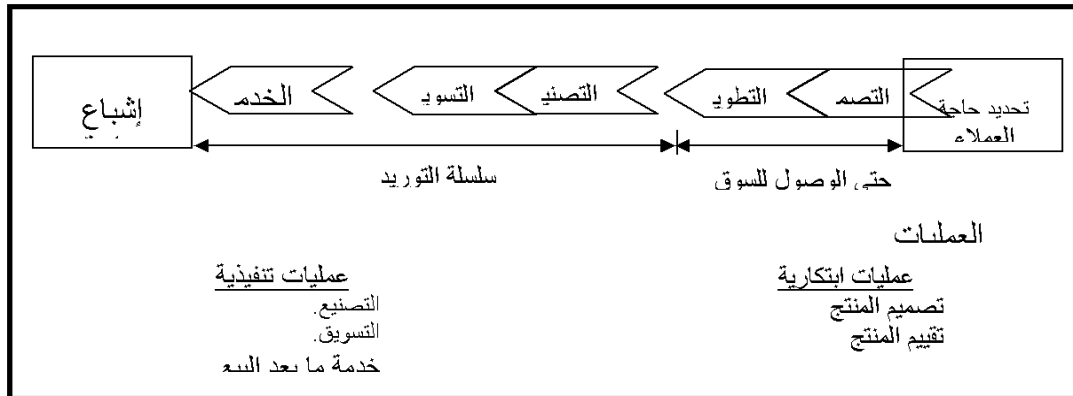 تحديد حاجة
العملاء
التصم
التطوير
التصني
التسوي
الخدم
إشباع
حتى الوصول للسوق
سلسلة التوريد
العمليات
عمليات ابتكارية
تصميم المنتج
تقييم المنتج
عمليات تنفيذية
التصنيع.
التسويق.
خدمة ما بعد البيع